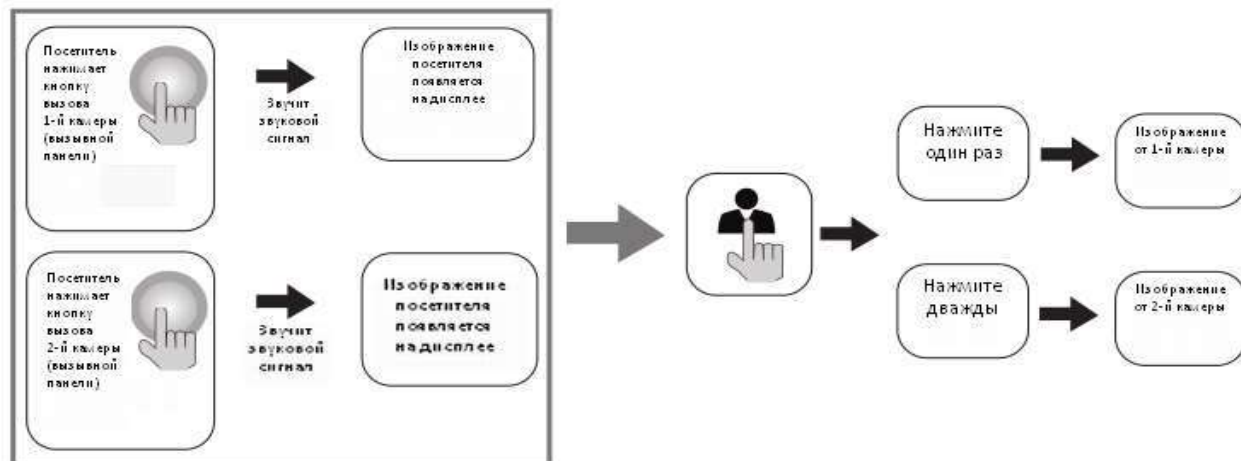 Посетитель
нажимает
кнопку
вызова
1-й камеры
(вызывной
панели)
Звучит
звуковой
сигнал
Изображение
посетителя
появляется
на дисплее
Посетитель
нажимает
кнопку
вызова
2-й камеры
(вызывной
панели)
Звучит
звуковой
сигнал
Изображение
посетителя
появляется
на дисплее
Нажмите
один раз
Изображение
от 1-й камеры
Нажмите
дважды
Изображение
от 2-й камеры